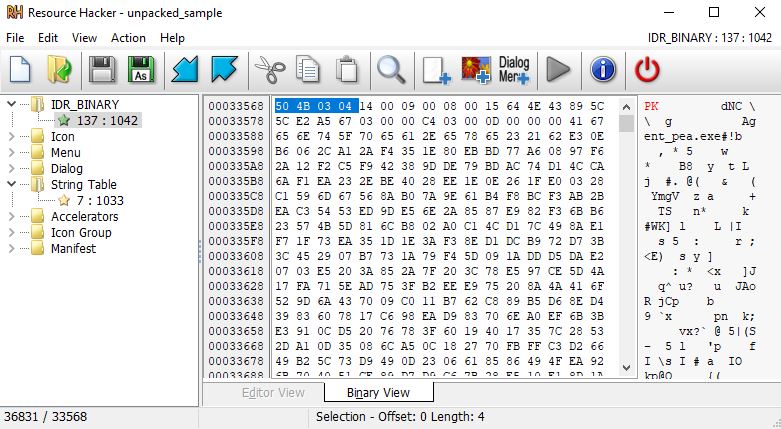 Resource Hacker - unpacked_sample
File Edit View Action Help
IDR_BINARY : 137 : 1042
As
Dialog
Mer+
IDR_BINARY
137 : 1042
Icon
Menu
Dialog
String Table
7 : 1033
Accelerators
Icon Group
Manifest
00033568 50 4B 03 04 14 00 09 00 08 00 15 64 4E 43 89 5C
00033578 5C E2 A5 67 03 00 00 C4 03 00 0D 00 00 00 41 67
00033588 65 6E 74 5F 70 65 61 2E 65 78 65 23 21 62 E3 0E
00033598 B6 06 2C A1 2A F4 35 1E 80 EB BD 77 A6 08 97 F6
000335A8 2A 12 F2 C5 F9 42 38 9D DE 79 BD AC 74 D1 4C CA
000335B8 6A F1 EA 23 2E BE 40 28 EE 1E 0E 26 1F E0 03 28
000335C8 C1 59 6D 67 56 8A B0 7A 9E 61 B4 F8 BC F3 AB 2B
000335D8 EA C3 54 53 ED 9D E5 6E 2A 85 87 E9 82 F3 6B B6
000335E8 23 57 4B 5D 81 6C B8 02 A0 C1 4C D1 7C 49 8A E1
000335F8 F7 1F 73 EA 35 1D 1E 3A F3 8E D1 DC B9 72 D7 3B
00033608 3C 45 29 07 B7 73 1A 79 F4 5D 09 1A DD D5 DA E2
00033618 07 03 E5 20 3A 85 2A 7F 20 3C 78 E5 97 CE 5D 4A
00033628 17 FA 71 5E AD 75 3F B2 EE E9 75 20 8A 4A 41 6F
00033638 52 9D 6A 43 70 09 C0 11 B7 62 C8 89 B5 D6 8E D4
00033648 39 83 60 78 17 C6 98 EA D9 83 70 6E A0 EF 6B 3B
00033658 E3 91 0C D5 20 76 78 3F 60 19 40 17 35 7C 28 53
00033668 2D A1 0D 35 08 6C A5 0C 18 27 70 FB FF C3 D2 66
00033678 49 B2 5C 73 D9 49 0D 23 06 61 85 86 49 4F EA 92
PK dNC \
\ g Ag
ent_pea.exe#!b
, * 5 w
* B8 y t L
j #. @( & (
YmgV z a +
TS n* k
#WK] l L |I
s 5 : r ;
<E) s y ]
: * <x ]J
q^ u? u JAo
R jCp b
9 `x pn k;
vx?` @ 5|(S
- 5 l 'p f
I \s I # a IO
Editor View
Binary View
36831 / 33568
Selection - Offset: 0 Length: 4